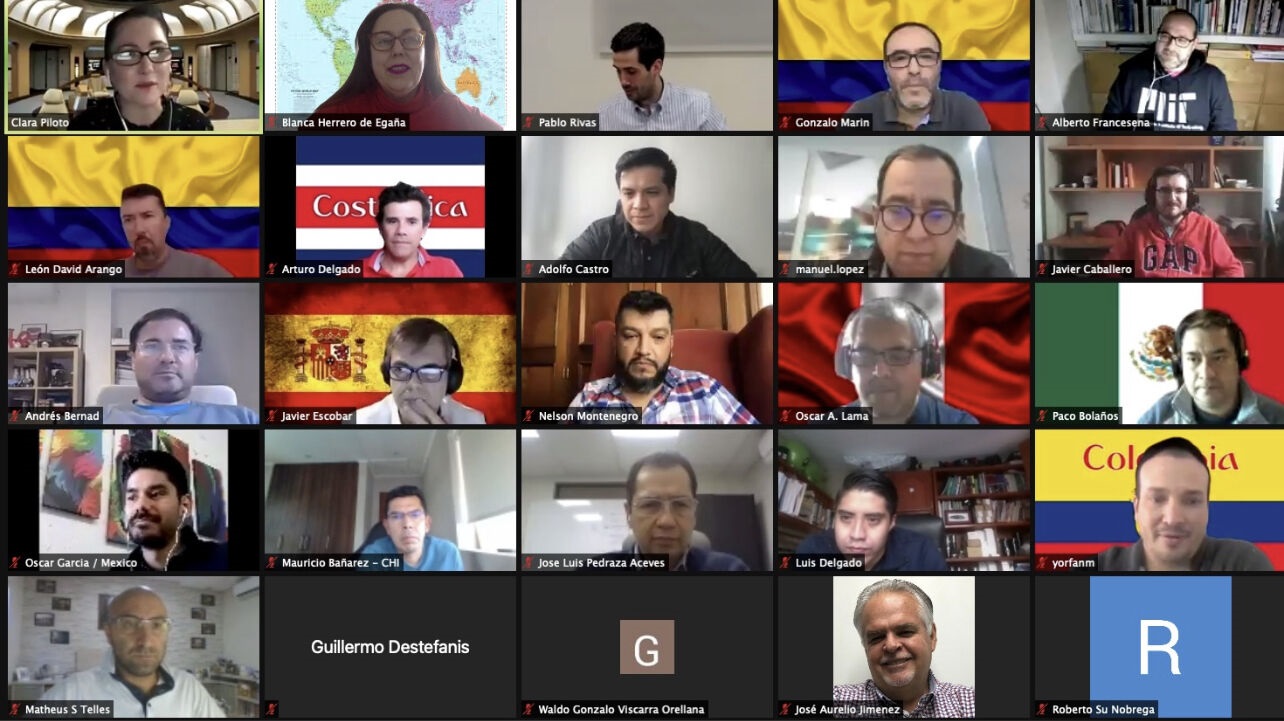 Clara Piloto
Blanca Herrero de Egaña
Pablo Rivas
Gonzalo Marin
MIT
Alberto Francesena
León David Arango
Arturo Delgado
Adolfo Castro
manuel.lopez
GAP
Javier Caballero
Andrés Bernad
Javier Escobar
Nelson Montenegro
Oscar A. Lama
Paco Bolaños
Oscar Garcia / Mexico
Mauricio Bañarez - CHI
Jose Luis Pedraza Aceves
Luis Delgado
yorfanm
Matheus S Telles
Guillermo Destefanis
G
Waldo Gonzalo Viscarra Orellana
José Aurelio Jimenez
R
Roberto Su Nobrega